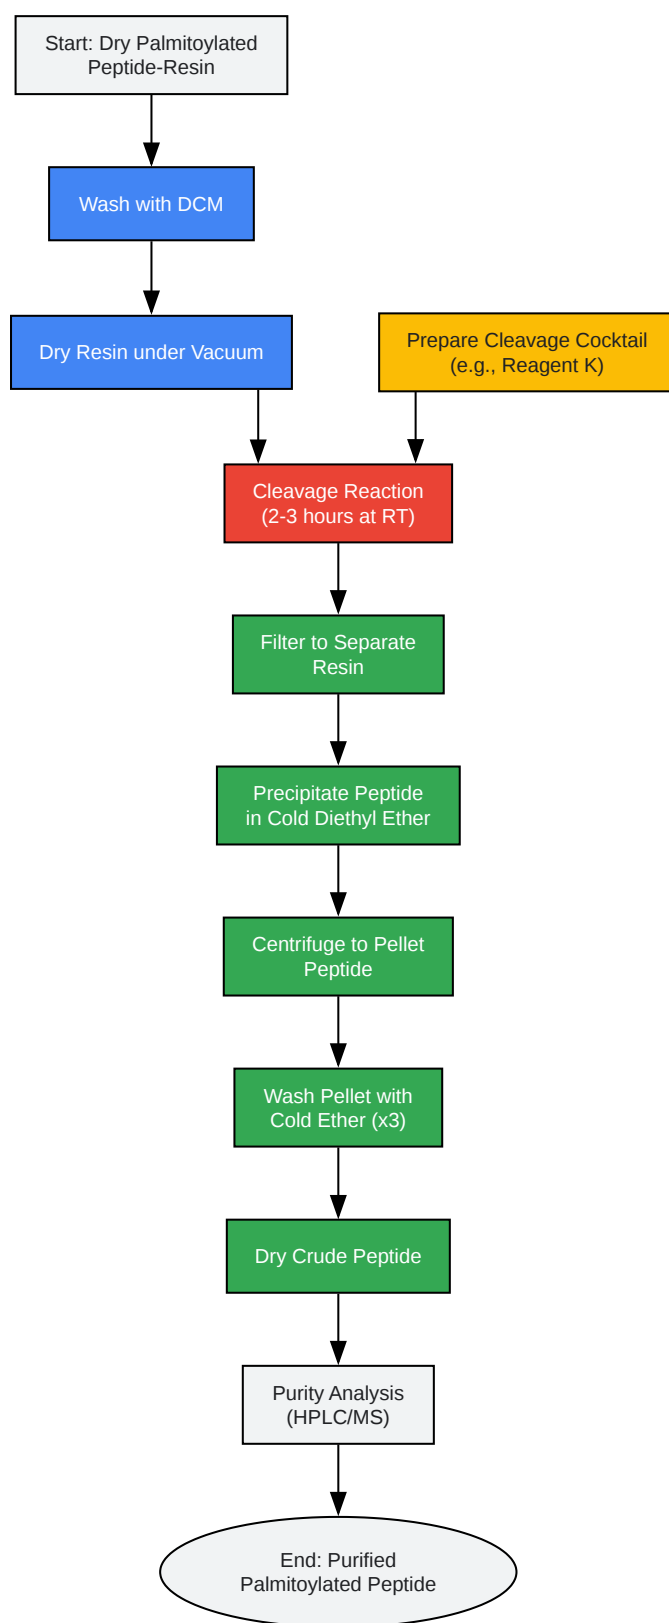 Start: Dry Palmitoylated
Peptide-Resin
Wash with DCM
Dry Resin under Vacuum
Prepare Cleavage Cocktail
(e.g., Reagent K)
Cleavage Reaction
(2-3 hours at RT)
Filter to Separate
Resin
Precipitate Peptide
in Cold Diethyl Ether
Centrifuge to Pellet
Peptide
Wash Pellet with
Cold Ether (x3)
Dry Crude Peptide
Purity Analysis
(HPLC/MS)
End: Purified
Palmitoylated Peptide